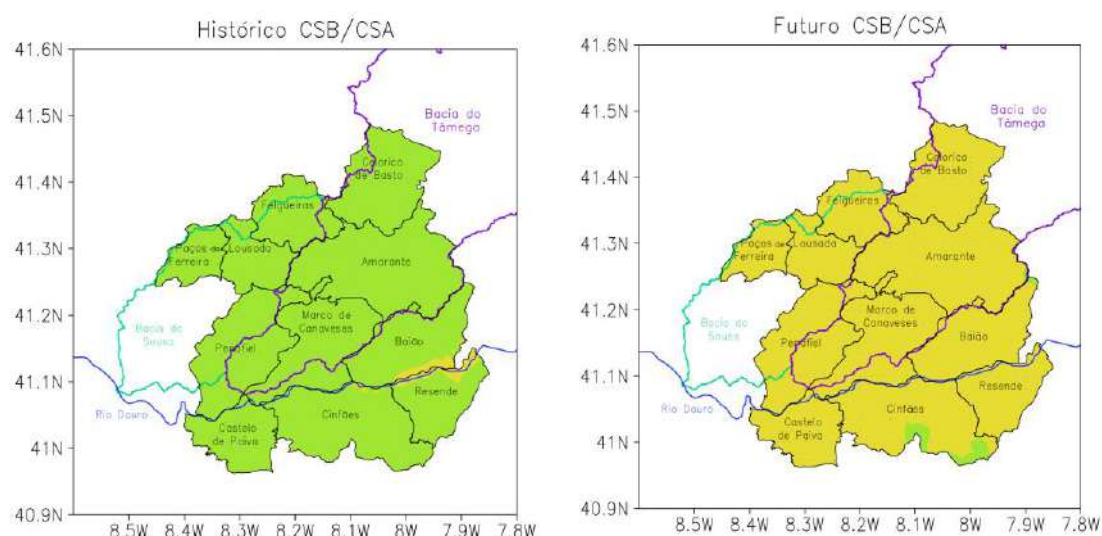 Histórico CSB/CSA
41.6N
41.5N
41.4N
41.3N
41.2N
41.1N
41N
40.9N
8.5W 8.4W 8.3W 8.2W 8.1W 8W 7.9W 7.8W
Bacia do
Tâmega
Celorico
de Basto
Felgueiras
Paços de
Ferreira
Lousada
Amarante
Marco de
Canaveses
Bacia do
Sousa
Penafiel
Baião
Resende
Rio Douro
Cinfães
Castelo
de Paiva
Futuro CSB/CSA
41.6N
41.5N
41.4N
41.3N
41.2N
41.1N
41N
40.9N
8.5W 8.4W 8.3W 8.2W 8.1W 8W 7.9W 7.8W
Bacia do
Tâmega
Celorico
de Basto
Felgueiras
Paços de
Ferreira
Lousada
Amarante
Marco de
Canaveses
Bacia do
Sousa
Penafiel
Baião
Resende
Rio Douro
Cinfães
Castelo
de Paiva